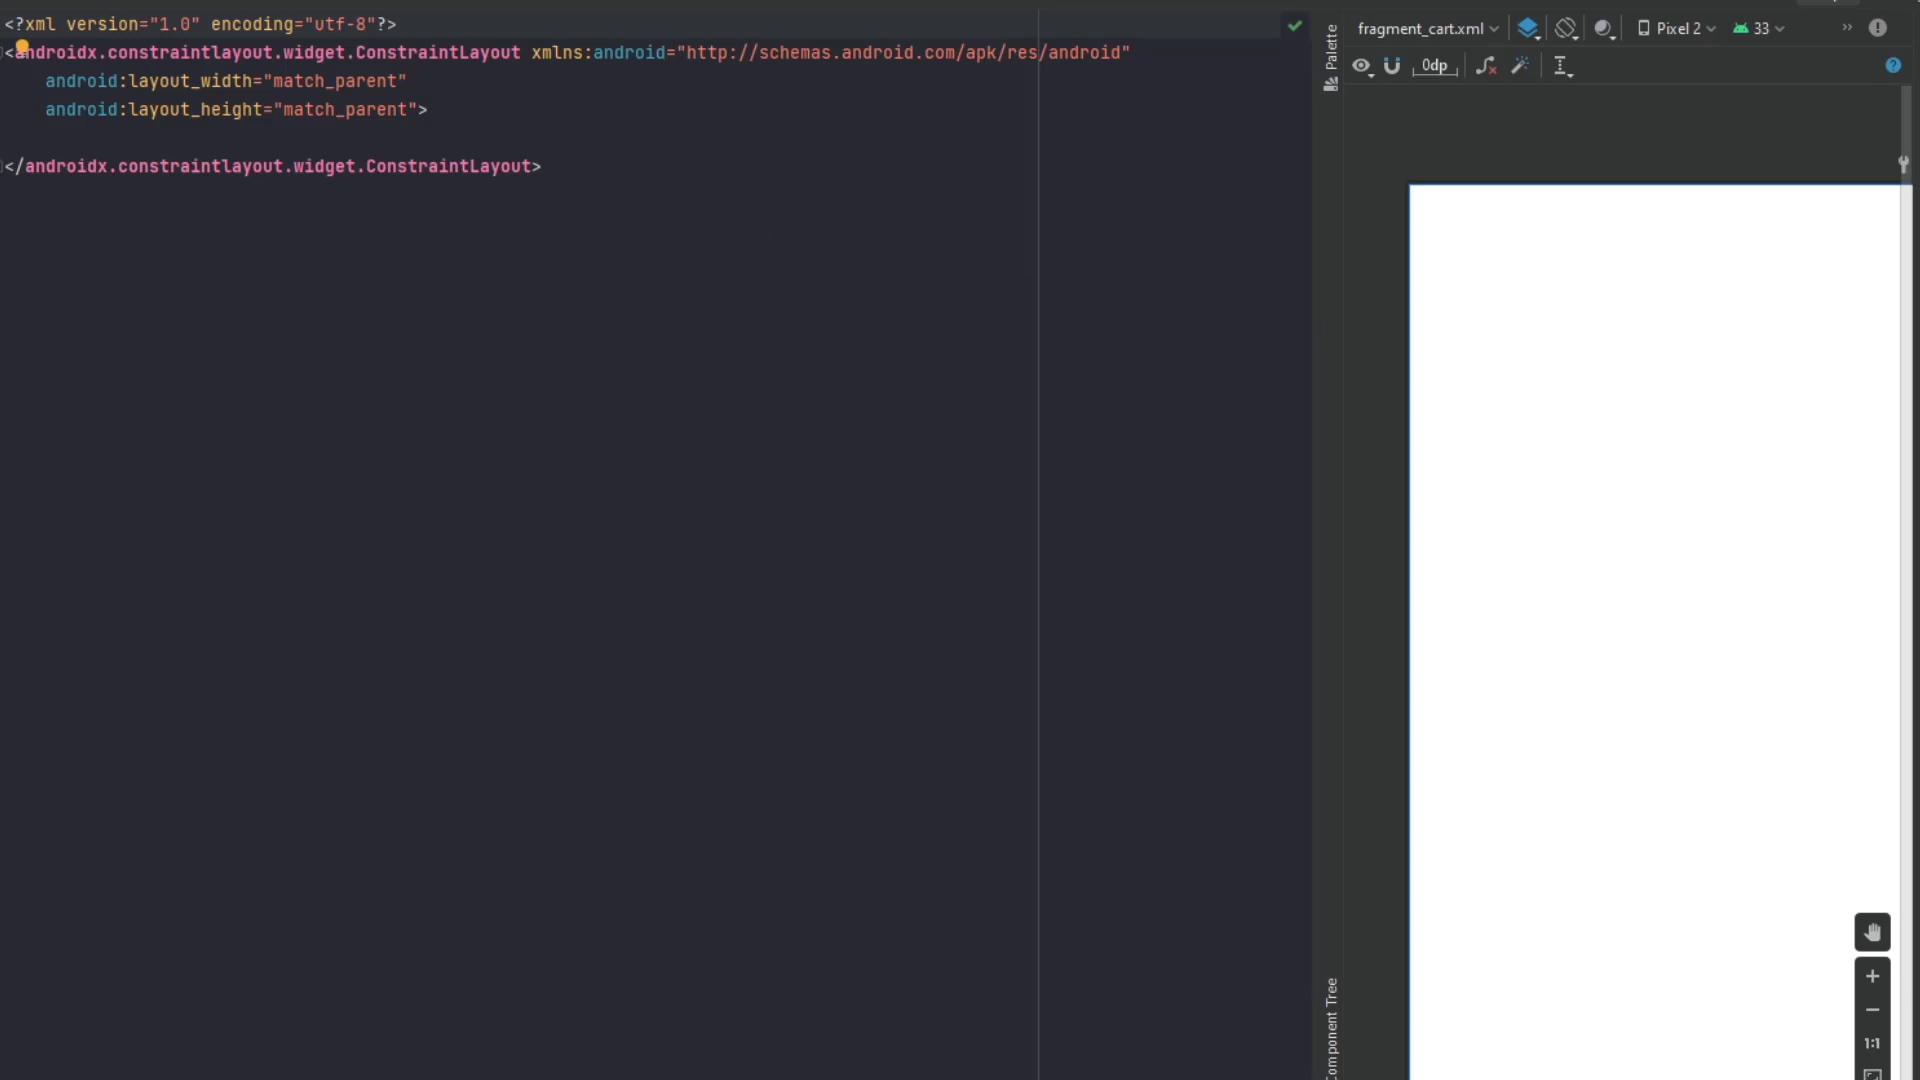 <?xml version="1.0" encoding="utf-8"?>
<androidx.constraintlayout.widget.ConstraintLayout xmlns:android="http://schemas.android.com/apk/res/android"
    android:layout_width="match_parent"
    android:layout_height="match_parent">
</androidx.constraintlayout.widget.ConstraintLayout>
Palette
fragment_cart.xml
Pixel 2
33
0dp
Component Tree
1:1